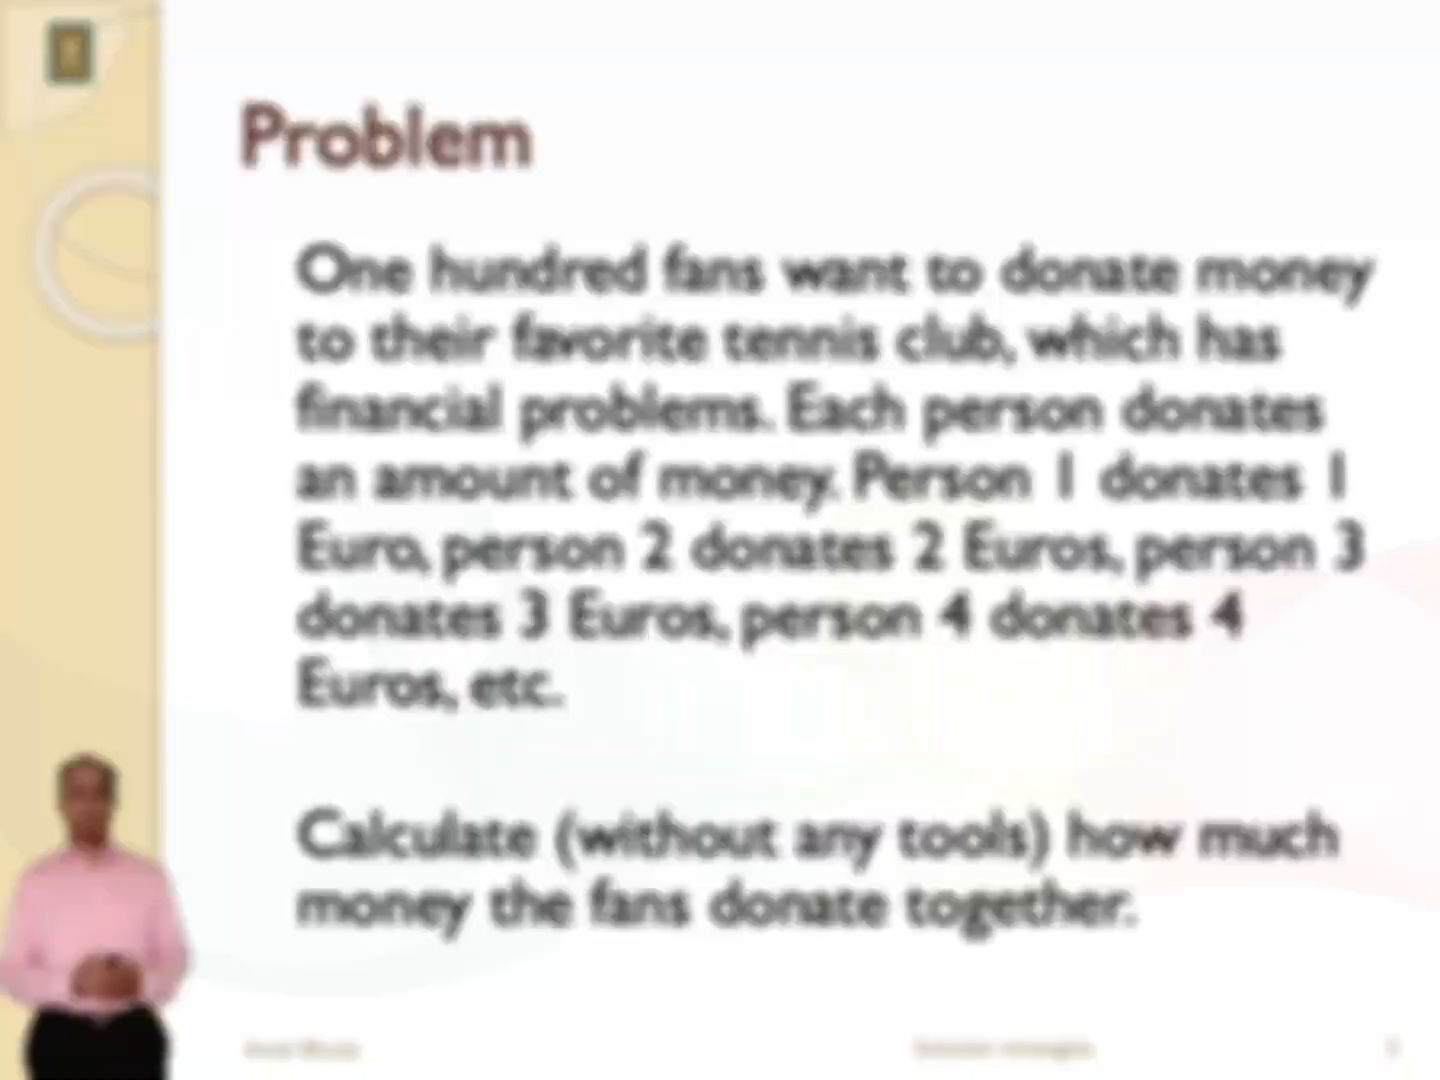 Problem
One hundred fans want to donate money
to their favorite tennis club, which has
financial problems. Each person donates
an amount of money. Person 1 donates 1
Euro, person 2 donates 2 Euros, person 3
donates 3 Euros, person 4 donates 4
Euros, etc.
Calculate (without any tools) how much
money the fans donate together.